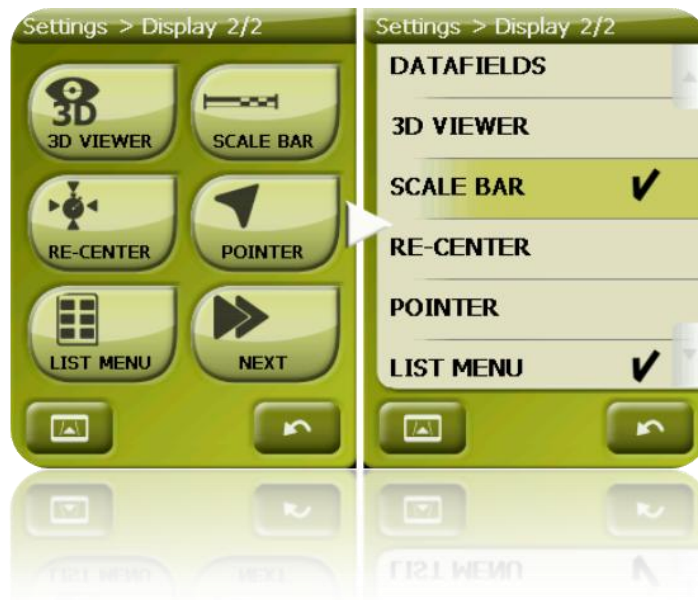 Settings > Display 2/2
3D
3D VIEWER
SCALE BAR
RE-CENTER
POINTER
LIST MENU
NEXT
Settings > Display 2/2
DATAFIELDS
3D VIEWER
SCALE BAR
RE-CENTER
POINTER
LIST MENU